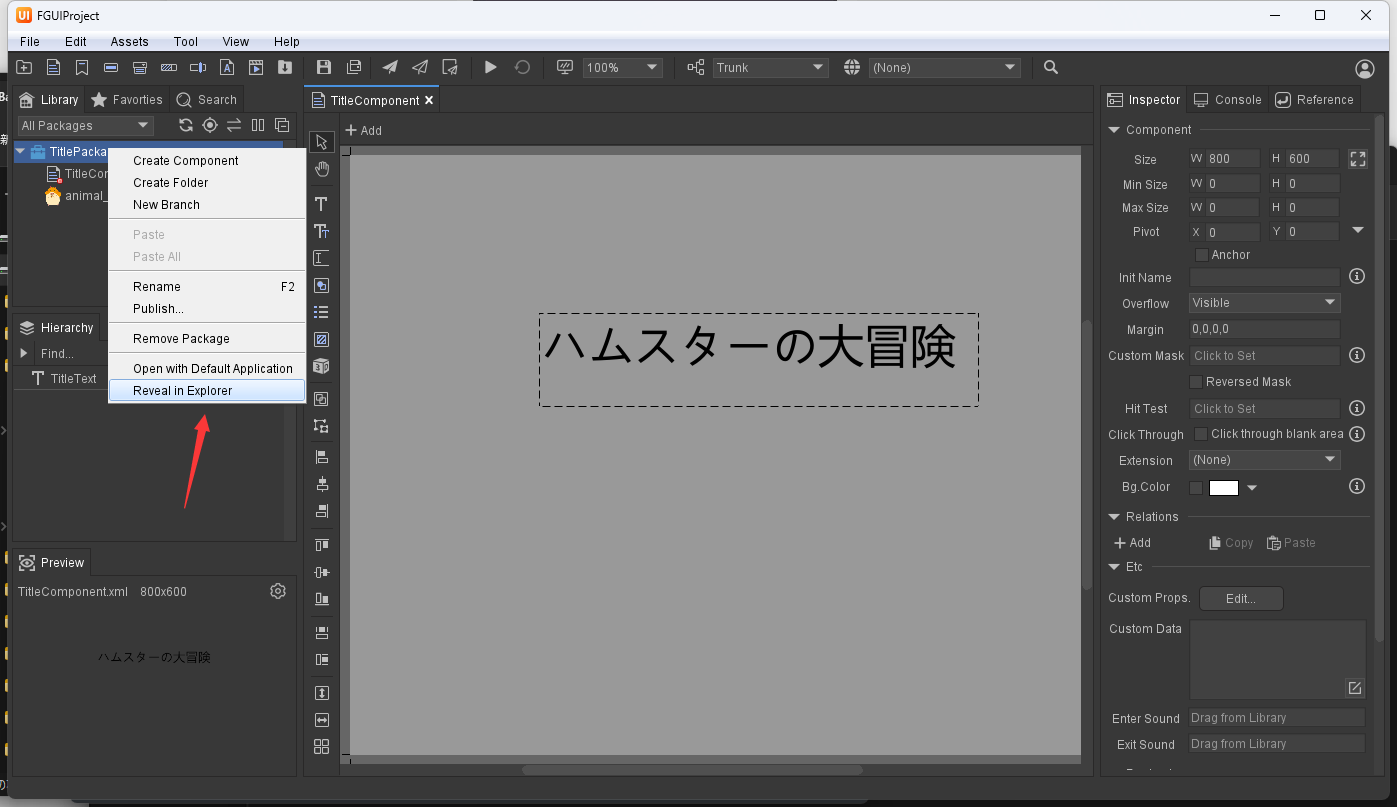 FGUIProject
File Edit Assets Tool View Help
100% Trunk (None)
Library Favorties Search
All Packages
TitlePacka
TitleCor
animal_
Create Component
Create Folder
New Branch
Paste
Paste All
Rename F2
Publish...
Remove Package
Open with Default Application
Reveal in Explorer
Hierarchy
Find...
TitleText
Preview
TitleComponent.xml 800x600
ハムスターの大冒険
TitleComponent
Add
ハムスターの大冒険
Inspector Console Reference
Component
Size W 800 H 600
Min Size W 0 H 0
Max Size W 0 H 0
Pivot X 0 Y 0
Anchor
Init Name
Overflow Visible
Margin 0,0,0,0
Custom Mask Click to Set
Reversed Mask
Hit Test Click to Set
Click Through Click through blank area
Extension (None)
Bg.Color
Relations
Add Copy Paste
Etc
Custom Props. Edit...
Custom Data
Enter Sound Drag from Library
Exit Sound Drag from Library